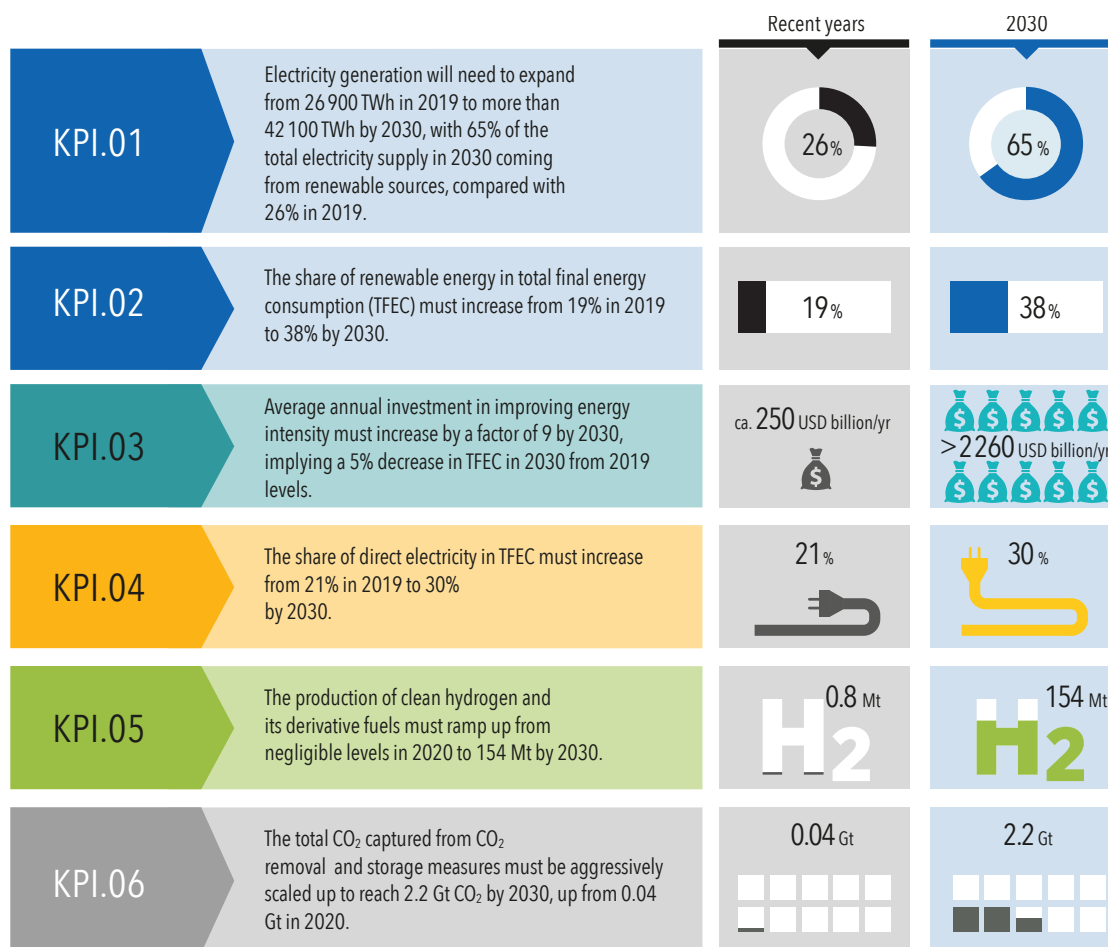 Recent years
2030
KPI.01
Electricity generation will need to expand
from 26 900 TWh in 2019 to more than
42 100 TWh by 2030, with 65% of the
total electricity supply in 2030 coming
from renewable sources, compared with
26% in 2019.
26%
65 %
KPI.02
The share of renewable energy in total final energy
consumption (TFEC) must increase from 19% in 2019
to 38% by 2030.
19%
38%
KPI.03
Average annual investment in improving energy
intensity must increase by a factor of 9 by 2030,
implying a 5% decrease in TFEC in 2030 from 2019
levels.
ca. 250 USD billion/yr
$
$ $ $ $ $
>2 260 USD billion/yr
$ $ $ $ $
KPI.04
The share of direct electricity in TFEC must increase
from 21% in 2019 to 30%
by 2030.
21%
30 %
KPI.05
The production of clean hydrogen and
its derivative fuels must ramp up from
negligible levels in 2020 to 154 Mt by 2030.
0.8 Mt
H2
154 Mt
H2
KPI.06
The total CO₂ captured from CO₂
removal and storage measures must be aggressively
scaled up to reach 2.2 Gt CO₂ by 2030, up from 0.04
Gt in 2020.
0.04 Gt
2.2 Gt